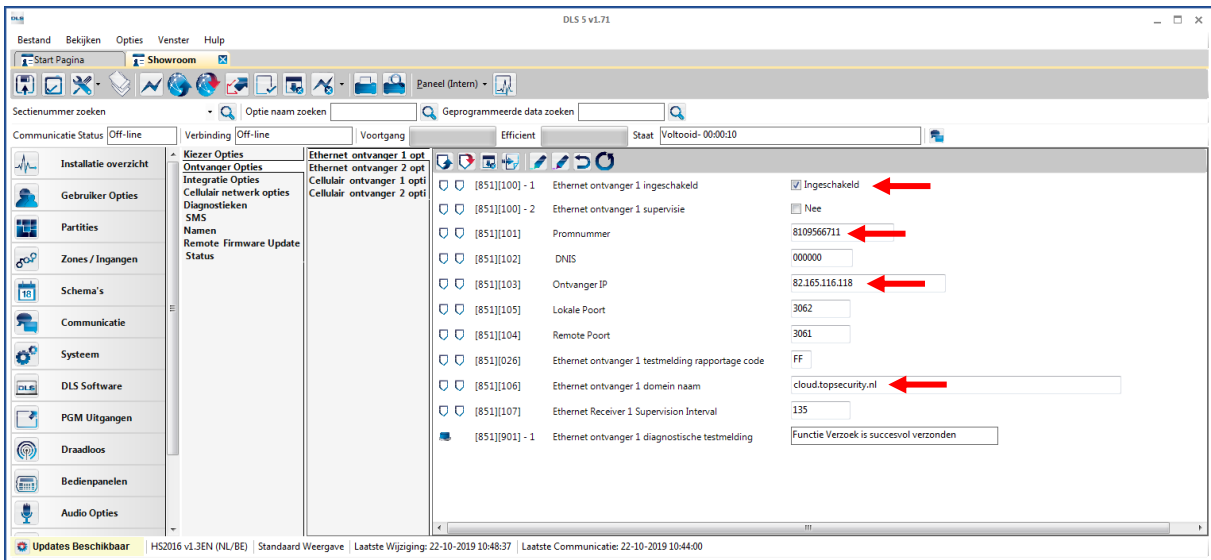 DLS
DLS 5 v1.71
Bestand Bekijken Opties Venster Hulp
Start Pagina Showroom
Paneel (Intern)
Sectienummer zoeken Optie naam zoeken Geprogrammeerde data zoeken
Communicatie Status Off-line Verbinding Off-line Voortgang Efficient Staat Voltooid- 00:00:10
Installatie overzicht
Gebruiker Opties
Partities
Zones / Ingangen
18 Schema's
Communicatie
Systeem
DLS DLS Software
PGM Uitgangen
Draadloos
Bedienpanelen
Audio Opties
Kiezer Opties
Ontvanger Opties
Integratie Opties
Cellulair netwerk opties
Diagnostieken
SMS
Namen
Remote Firmware Update
Status
Ethernet ontvanger 1 opt
Ethernet ontvanger 2 opt
Cellulair ontvanger 1 opti
Cellulair ontvanger 2 opti
[851][100] - 1 Ethernet ontvanger 1 ingeschakeld Ingeschakeld
[851][100] - 2 Ethernet ontvanger 1 supervisie Nee
[851][101] Promnummer 8109566711
[851][102] DNIS 000000
[851][103] Ontvanger IP 82.165.116.118
[851][105] Lokale Poort 3062
[851][104] Remote Poort 3061
[851][026] Ethernet ontvanger 1 testmelding rapportage code FF
[851][106] Ethernet ontvanger 1 domein naam cloud.topsecurity.nl
[851][107] Ethernet Receiver 1 Supervision Interval 135
[851][901] - 1 Ethernet ontvanger 1 diagnostische testmelding Functie Verzoek is succesvol verzonden
Updates Beschikbaar HS2016 v1.3EN (NL/BE) Standaard Weergave Laatste Wijziging: 22-10-2019 10:48:37 Laatste Communicatie: 22-10-2019 10:44:00